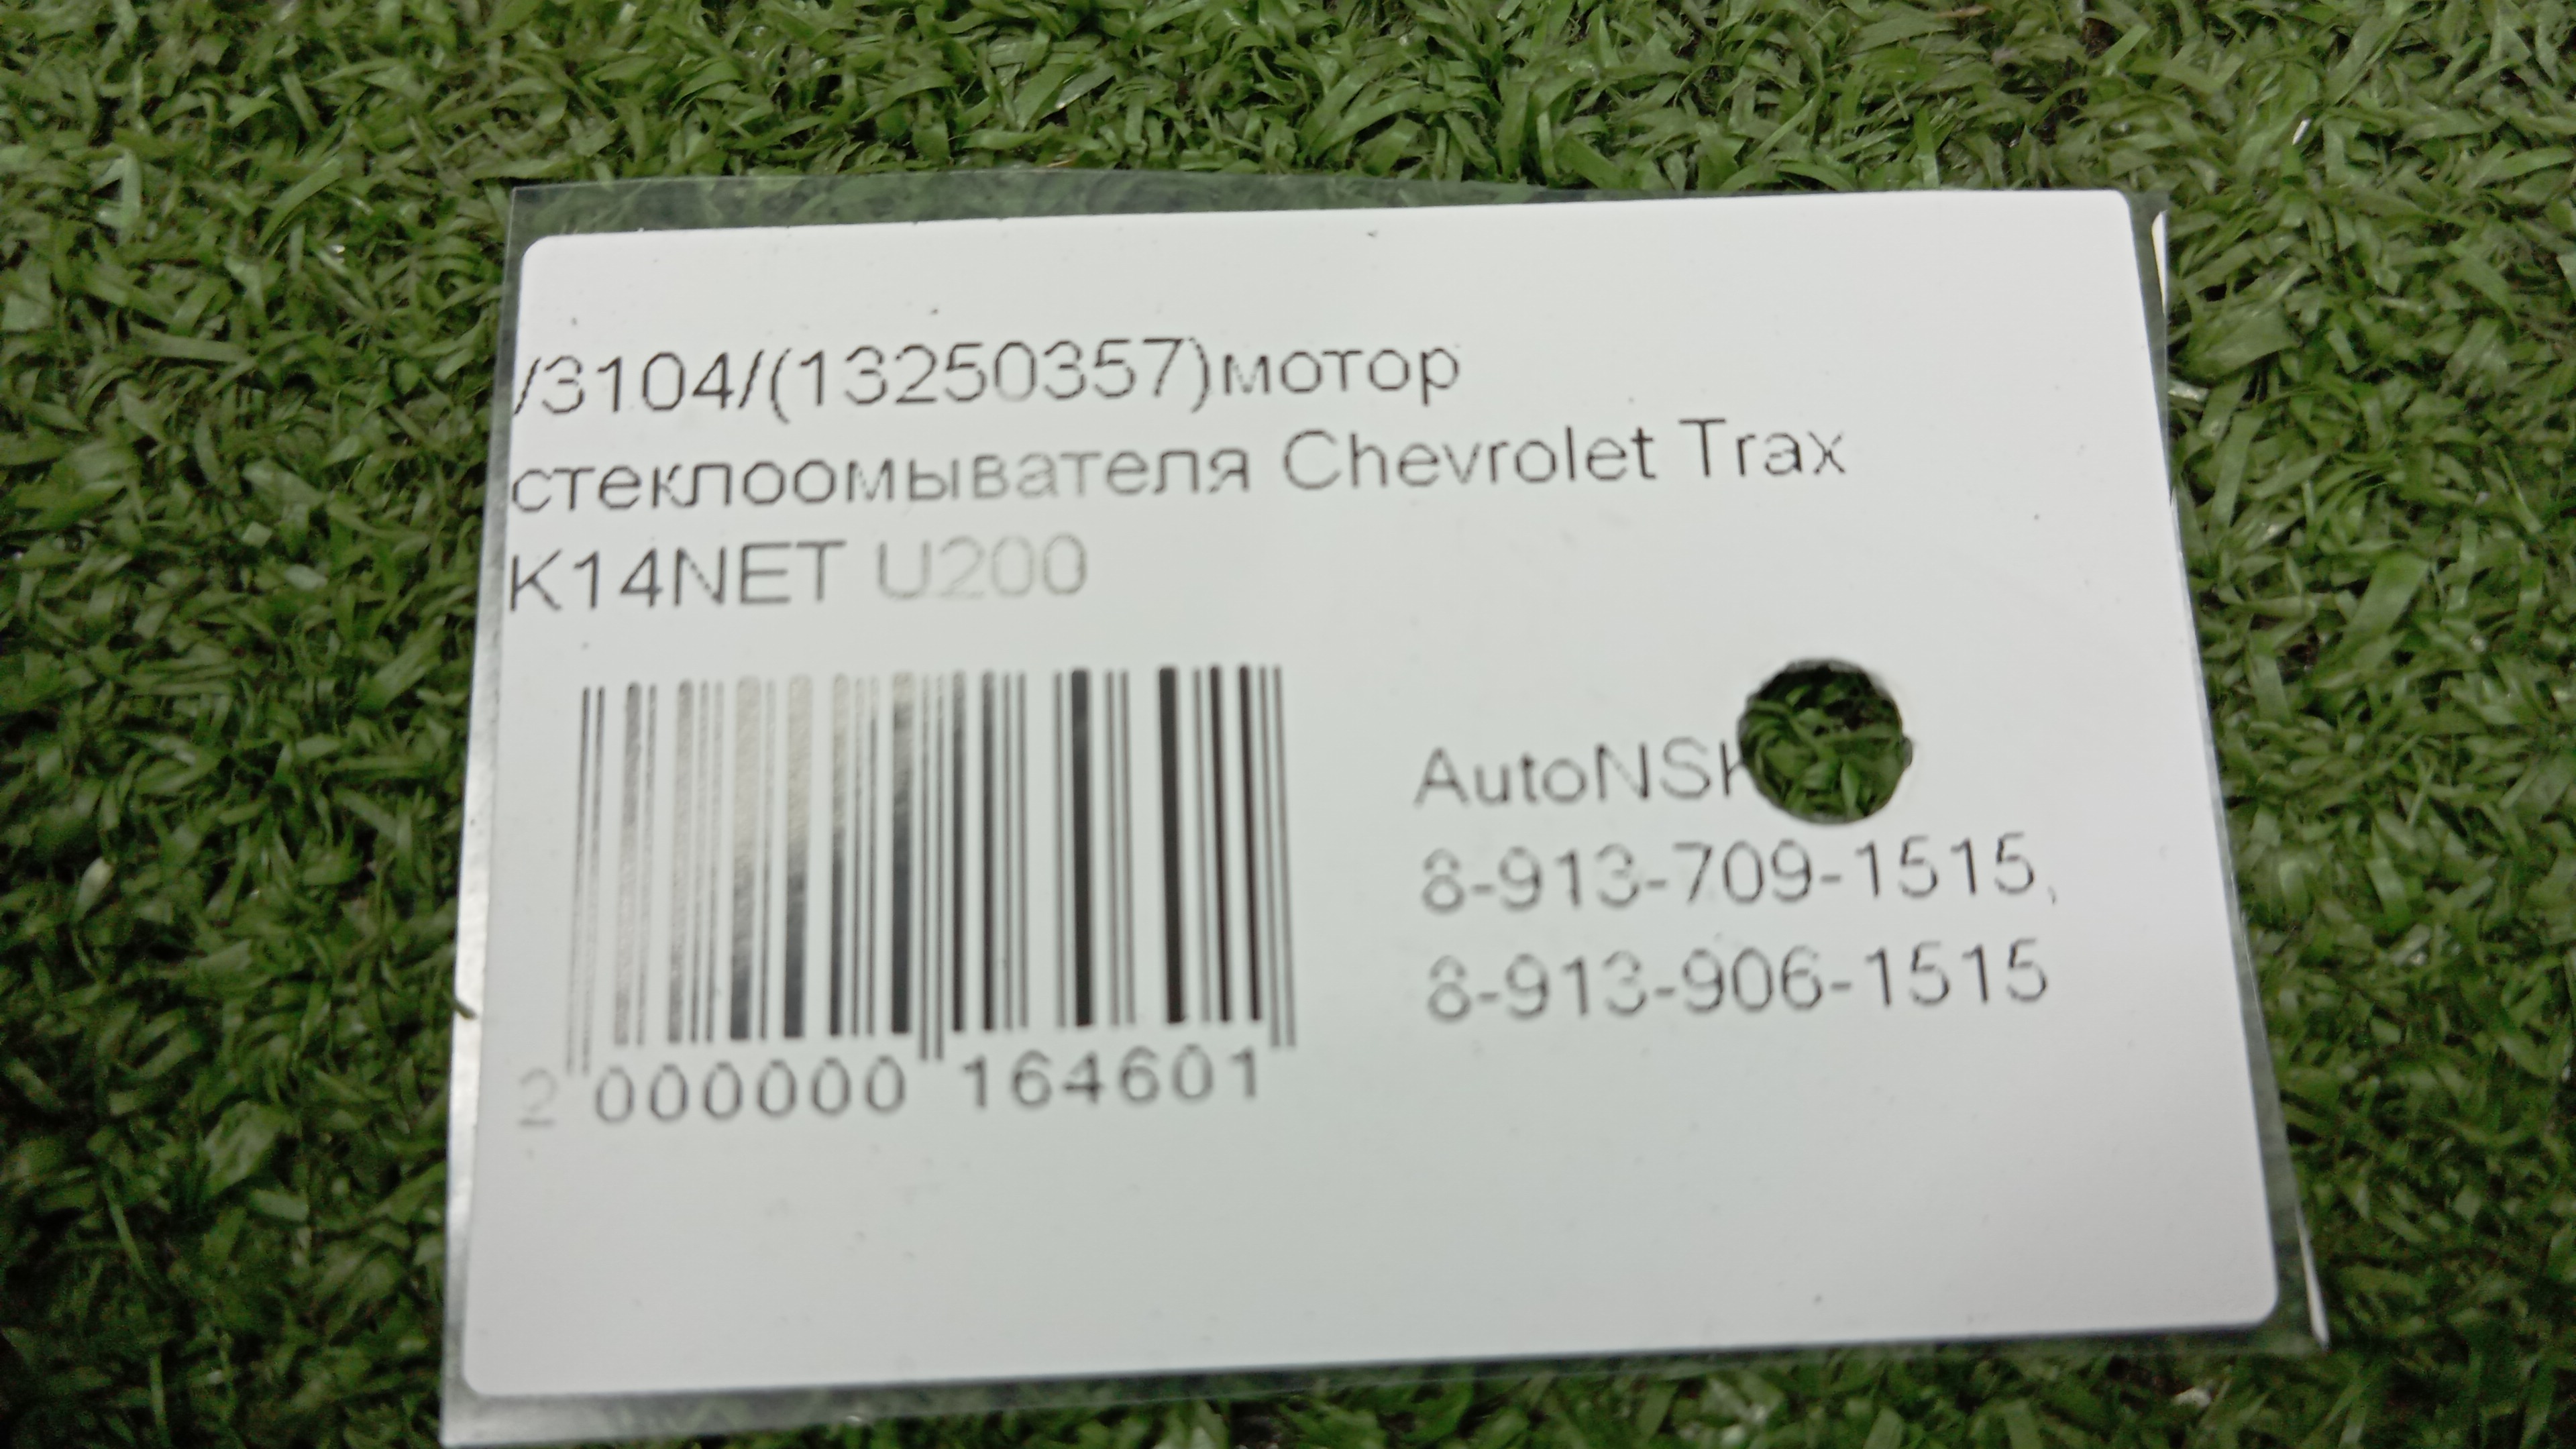 /3104/(13250357)мотор
стеклоомывателя Chevrolet Trax
K14NET U200
AutoNSK
8-913-709-1515,
8-913-906-1515
2 000000 164601